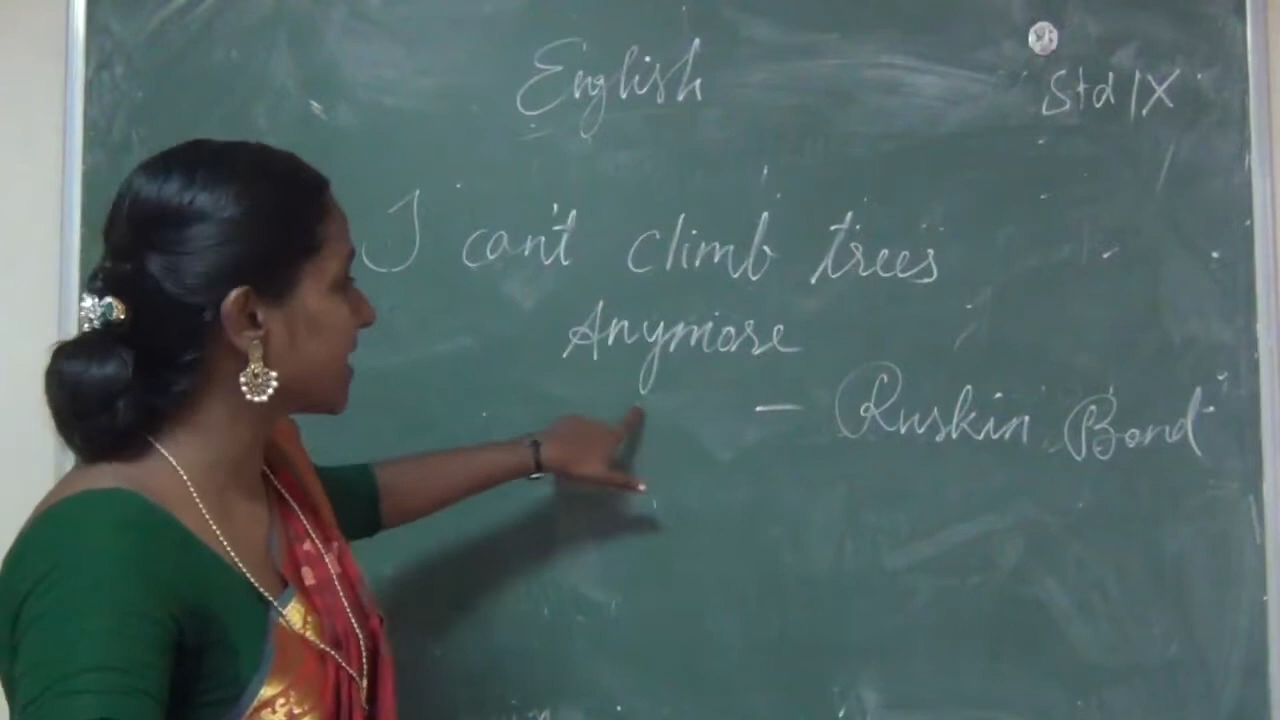 English
Std IX
I can't climb trees
Anymore
- Ruskin Bond